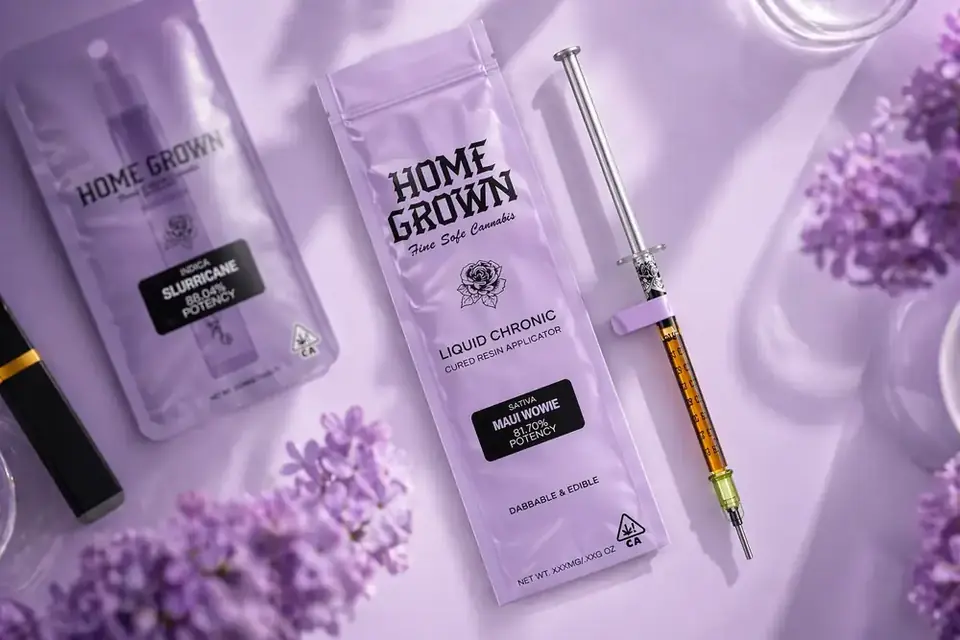 HOME GROWN
INDICA
SLURRICANE
88.04%
POTENCY
CA
HOME
GROWN
Fine Sofe Cannabis
LIQUID CHRONIC
CURED RESIN APPLICATOR
SATIVA
MAUI WOWIE
81.70%
POTENCY
DABBABLE & EDIBLE
NET WT. XXXMG/.XXG OZ
CA